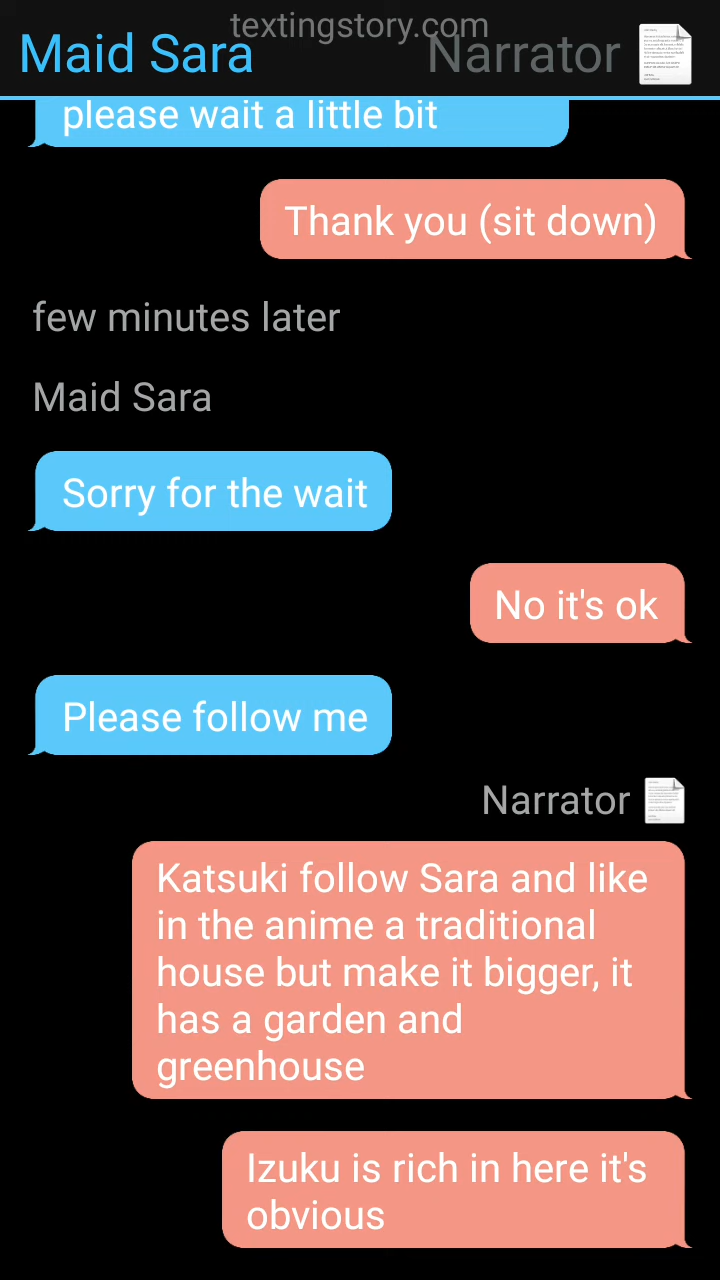 textingstory.com
Maid Sara
Narrator
please wait a little bit
Thank you (sit down)
few minutes later
Maid Sara
Sorry for the wait
No it's ok
Please follow me
Narrator
Katsuki follow Sara and like
in the anime a traditional
house but make it bigger, it
has a garden and
greenhouse
Izuku is rich in here it's
obvious